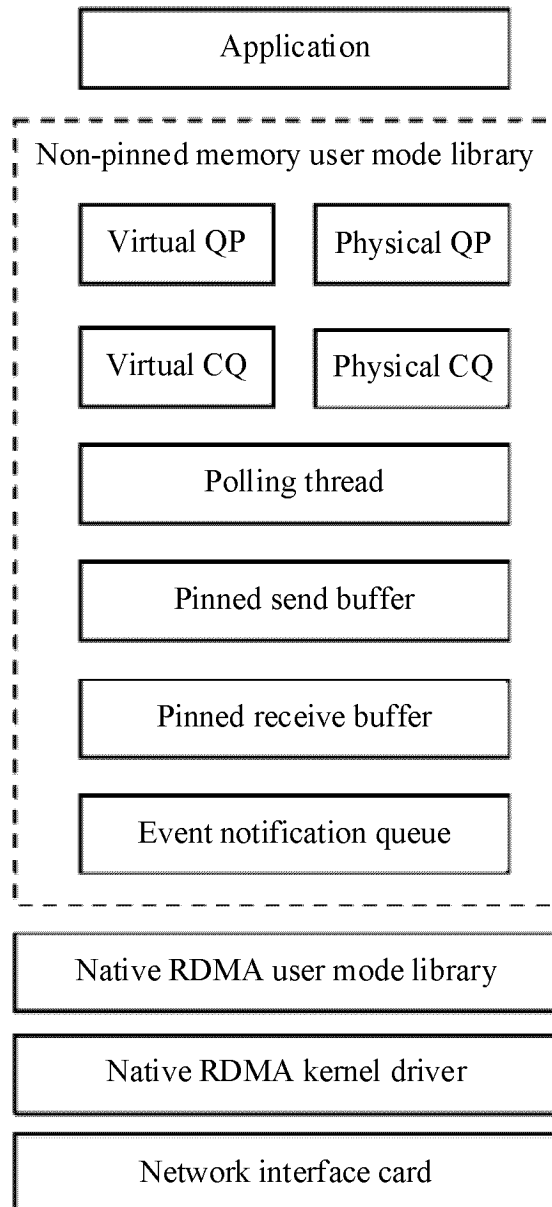 Application
Non-pinned memory user mode library
Virtual QP
Physical QP
Virtual CQ
Physical CQ
Polling thread
Pinned send buffer
Pinned receive buffer
Event notification queue
Native RDMA user mode library
Native RDMA kernel driver
Network interface card